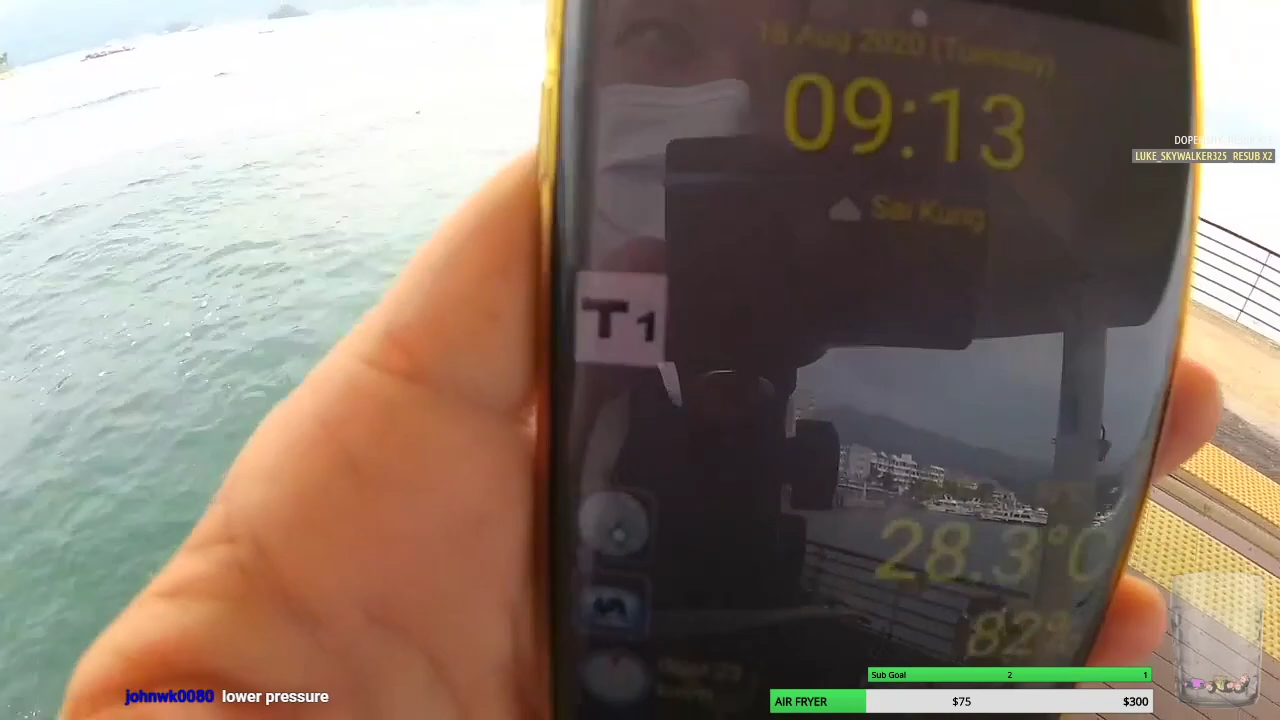 18 Aug 2020 (Tuesday)
09:13
Sai Kung
T1
28.3°C
82%
LUKE_SKYWALKER325 RESUB X2
johnwk0080 lower pressure
Sub Goal 2 1
AIR FRYER $75 $300